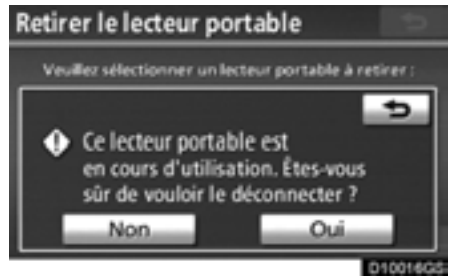 Retirer le lecteur portable
Veuillez sélectionner un lecteur portable à retirer :
Ce lecteur portable est
en cours d'utilisation. Êtes-vous
sûr de vouloir le déconnecter ?
Non
Oui
D10016GS